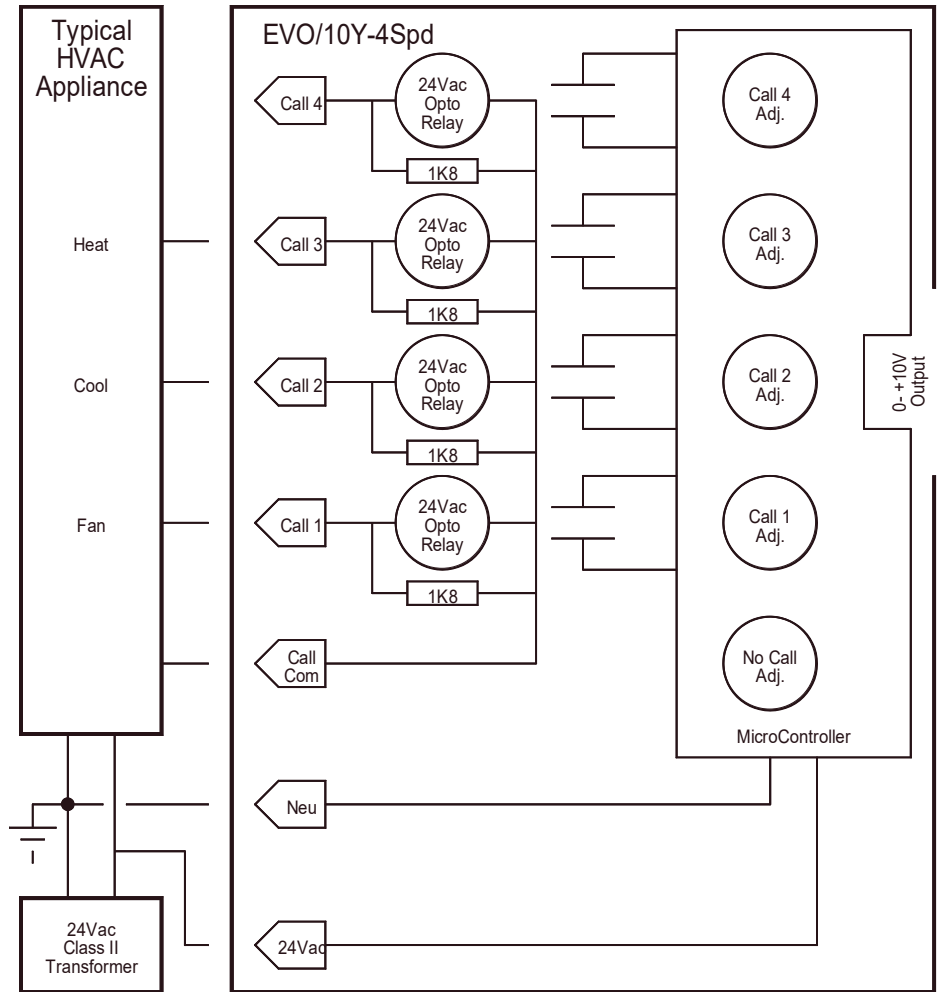 Typical
HVAC
Appliance
Heat
Cool
Fan
24Vac
Class II
Transformer
EVO/10Y-4Spd
Call 4
24Vac
Opto
Relay
1K8
Call 3
24Vac
Opto
Relay
1K8
Call 2
24Vac
Opto
Relay
1K8
Call 1
24Vac
Opto
Relay
1K8
Call
Com
Neu
24Vac
Call 4
Adj.
Call 3
Adj.
Call 2
Adj.
Call 1
Adj.
No Call
Adj.
MicroController
0- +10V
Output